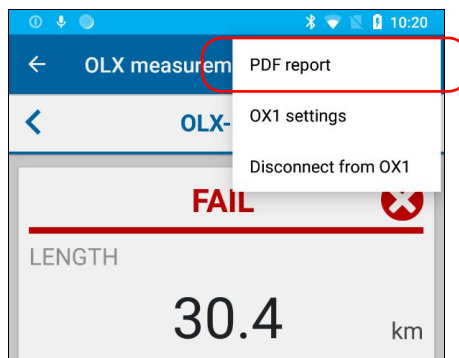 10:20
OLX measurem
PDF report
OLX-
OX1 settings
Disconnect from OX1
FAIL
LENGTH
30.4 km